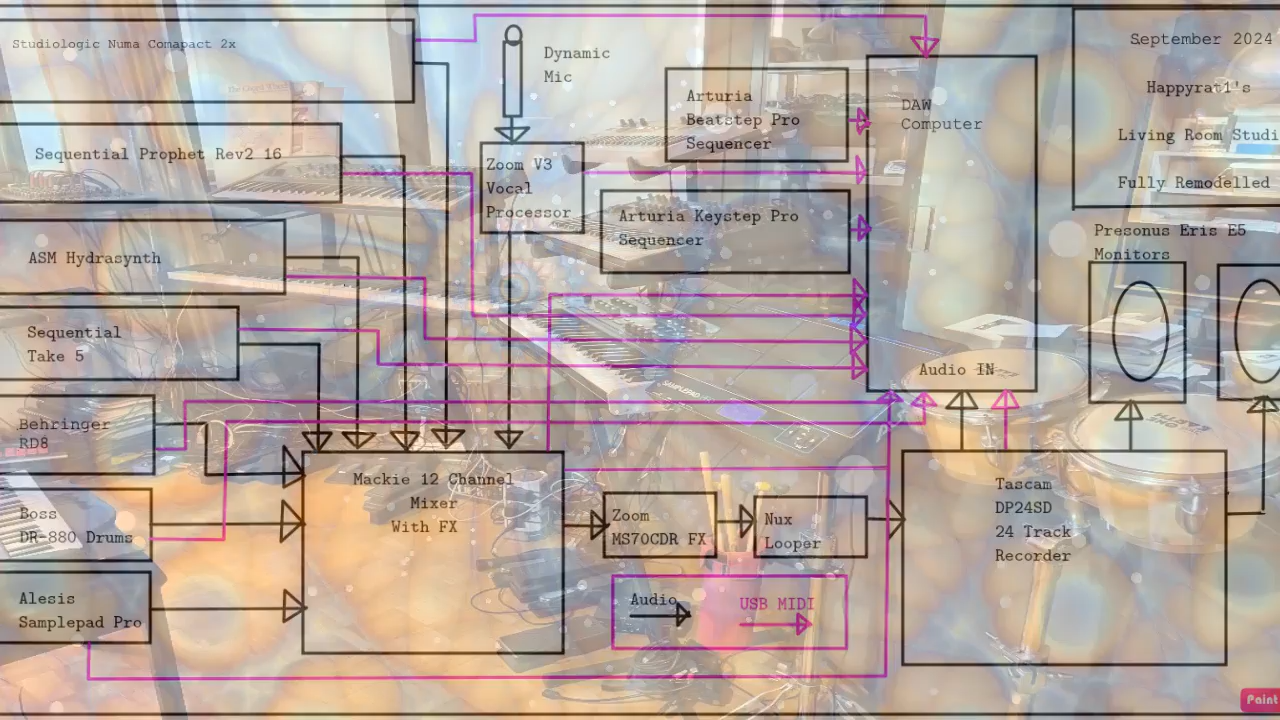 Studiologic Numa Comapact 2x
Sequential Prophet Rev2 16
ASM Hydrasynth
Sequential
Take 5
Behringer
RD8
Boss
DR-880 Drums
Alesis
Samplepad Pro
Dynamic
Mic
Zoom V3
Vocal
Processor
Arturia
Beatstep Pro
Sequencer
Arturia Keystep Pro
Sequencer
DAW
Computer
Audio IN
September 2024
Happyrat1's
Living Room Studi
Fully Remodelled
Presonus Eris E5
Monitors
Mackie 12 Channel
Mixer
With FX
Zoom
MS70CDR FX
Nux
Looper
Audio
USB MIDI
Tascam
DP24SD
24 Track
Recorder
Paint